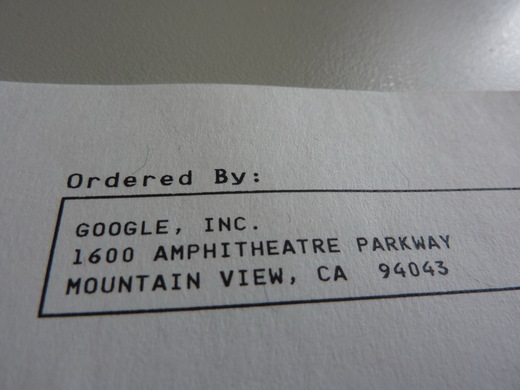 Ordered By:
GOOGLE, INC.
1600 AMPHITHEATRE PARKWAY
MOUNTAIN VIEW, CA 94043